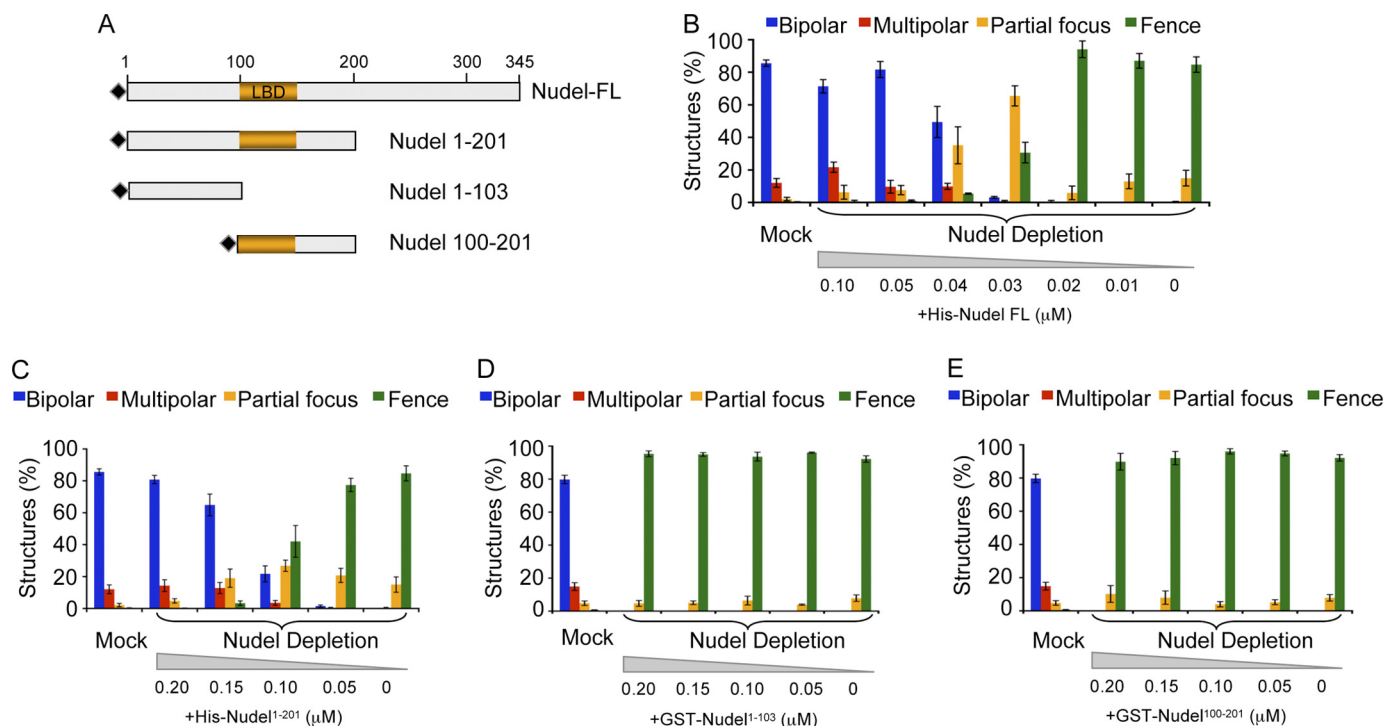 A
1 100 200 300 345
LBD
Nudel-FL
Nudel 1-201
Nudel 1-103
Nudel 100-201
B
Bipolar Multipolar Partial focus Fence
Structures (%)
100
80
60
40
20
0
Mock Nudel Depletion
0.10 0.05 0.04 0.03 0.02 0.01 0
+His-Nudel FL (μM)
C
Bipolar Multipolar Partial focus Fence
Structures (%)
100
80
60
40
20
0
Mock Nudel Depletion
0.20 0.15 0.10 0.05 0
+His-Nudel¹⁻²⁰¹ (μM)
D
Bipolar Multipolar Partial focus Fence
Structures (%)
100
80
60
40
20
0
Mock Nudel Depletion
0.20 0.15 0.10 0.05 0
+GST-Nudel¹⁻¹⁰³ (μM)
E
Bipolar Multipolar Partial focus Fence
Structures (%)
100
80
60
40
20
0
Mock Nudel Depletion
0.20 0.15 0.10 0.05 0
+GST-Nudel¹⁰⁰⁻²⁰¹ (μM)